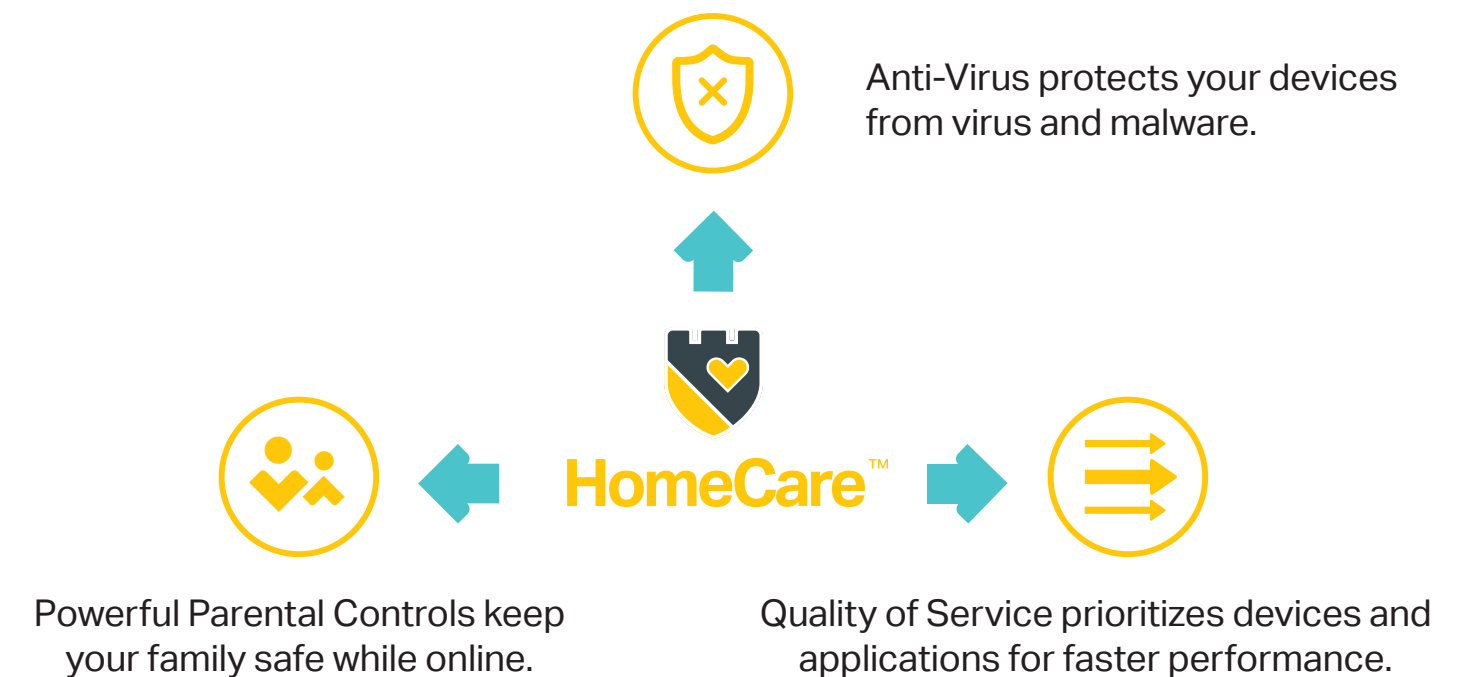 Anti-Virus protects your devices
from virus and malware.
HomeCare™
Powerful Parental Controls keep
your family safe while online.
Quality of Service prioritizes devices and
applications for faster performance.